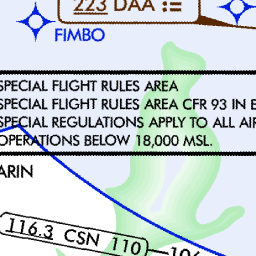 223 DAA
FIMBO
SPECIAL FLIGHT RULES AREA
SPECIAL FLIGHT RULES AREA CFR 93 IN E
SPECIAL REGULATIONS APPLY TO ALL AIR
OPERATIONS BELOW 18,000 MSL.
ARIN
116.3 CSN 110
106